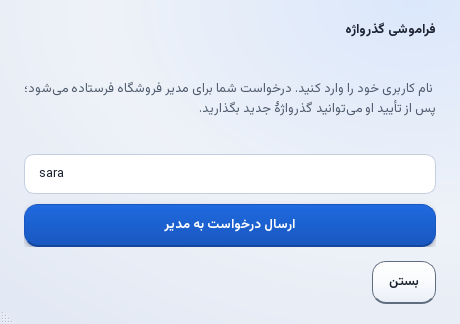 فراموشی گذرواژه
نام کاربری خود را وارد کنید. درخواست شما برای مدیر فروشگاه فرستاده می‌شود؛
پس از تأیید او می‌توانید گذرواژهٔ جدید بگذارید.
sara
ارسال درخواست به مدیر
بستن